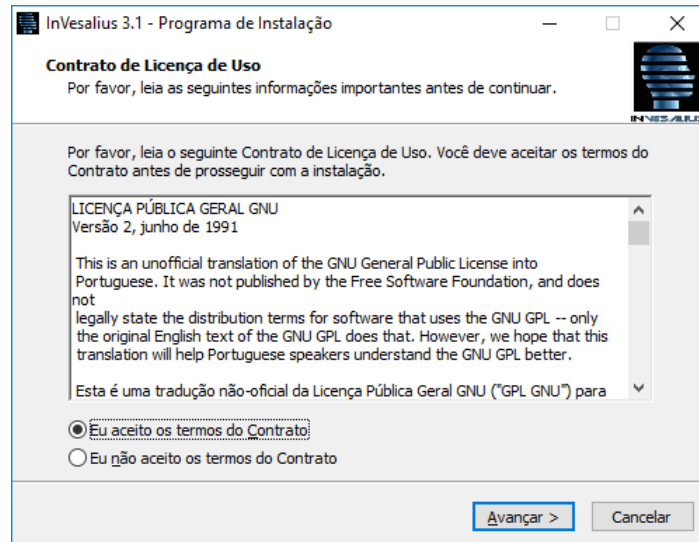 InVesalius 3.1 - Programa de Instalação
Contrato de Licença de Uso
Por favor, leia as seguintes informações importantes antes de continuar.
INVESALIUS
Por favor, leia o seguinte Contrato de Licença de Uso. Você deve aceitar os termos do
Contrato antes de prosseguir com a instalação.
LICENÇA PÚBLICA GERAL GNU
Versão 2, junho de 1991
This is an unofficial translation of the GNU General Public License into
Portuguese. It was not published by the Free Software Foundation, and does
not
legally state the distribution terms for software that uses the GNU GPL -- only
the original English text of the GNU GPL does that. However, we hope that this
translation will help Portuguese speakers understand the GNU GPL better.
Esta é uma tradução não-oficial da Licença Pública Geral GNU ("GPL GNU") para
Eu aceito os termos do Contrato
Eu não aceito os termos do Contrato
Avançar >
Cancelar